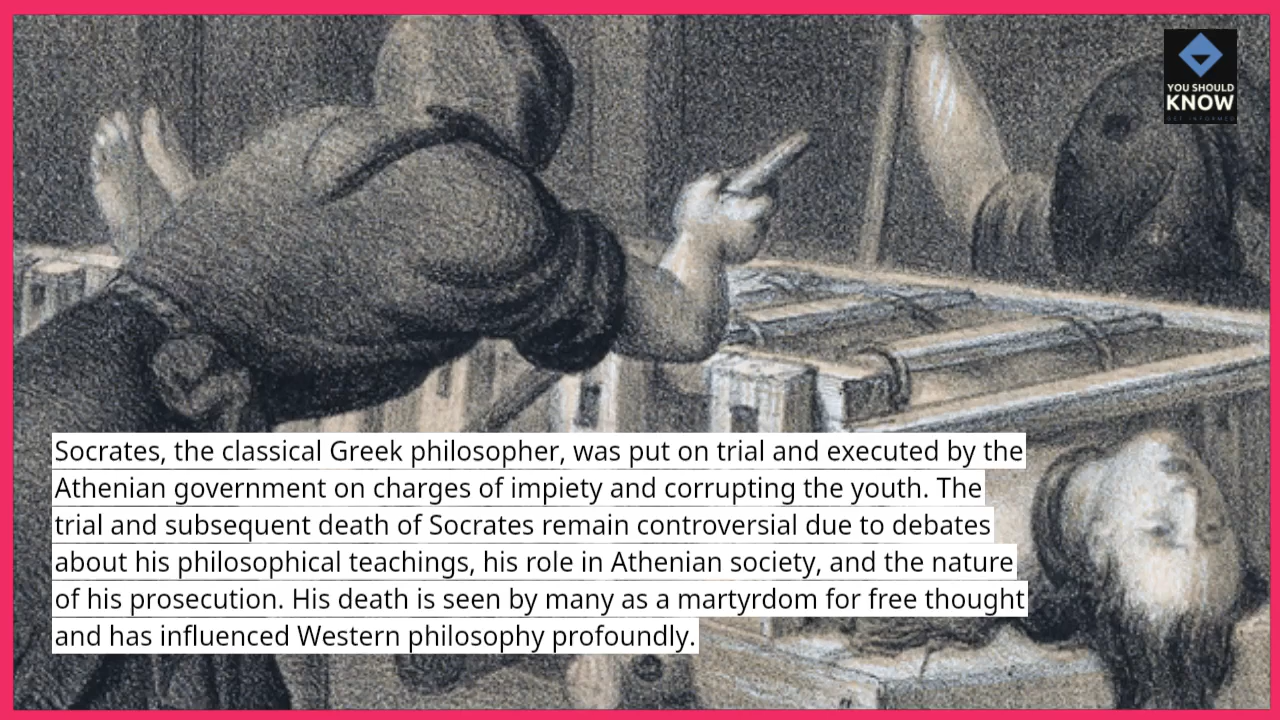 YOU SHOULD
KNOW
GET INFORMED
Socrates, the classical Greek philosopher, was put on trial and executed by the
Athenian government on charges of impiety and corrupting the youth. The
trial and subsequent death of Socrates remain controversial due to debates
about his philosophical teachings, his role in Athenian society, and the nature
of his prosecution. His death is seen by many as a martyrdom for free thought
and has influenced Western philosophy profoundly.